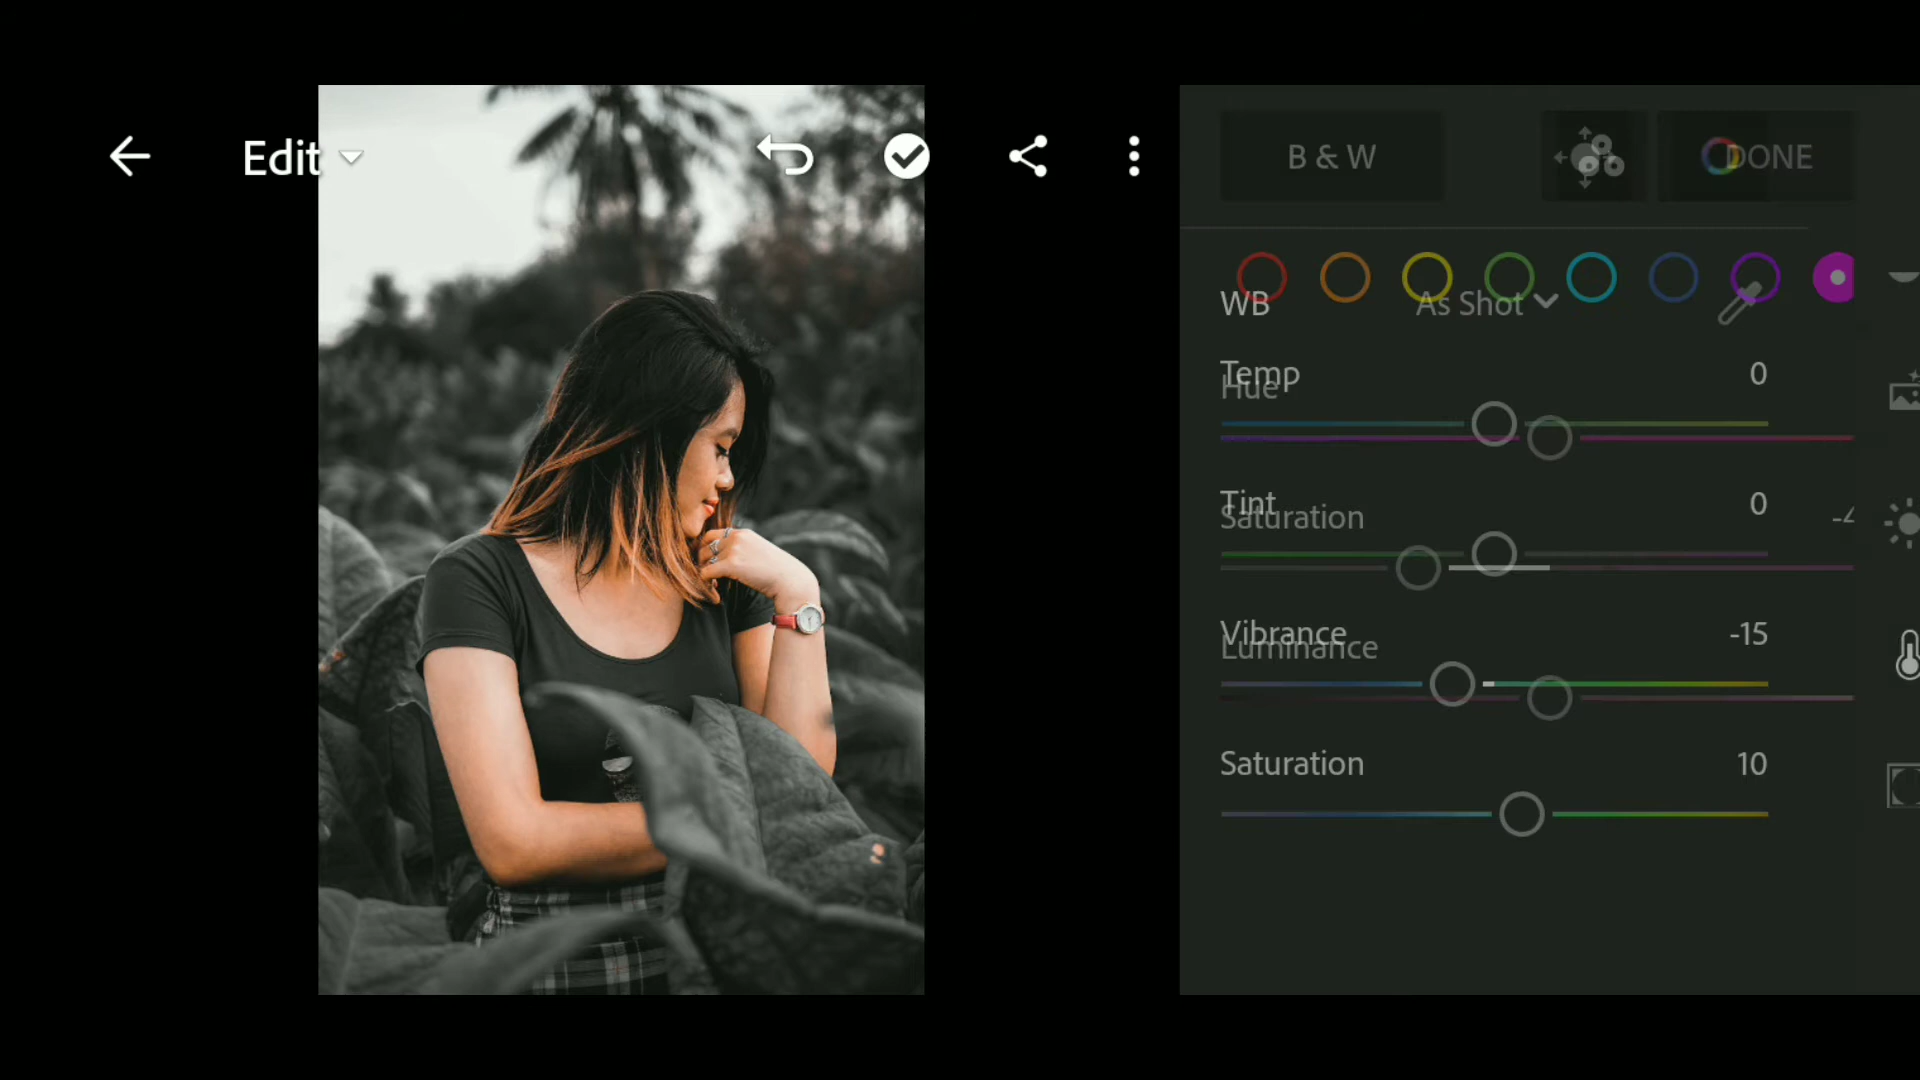 Edit
B & W
DONE
WB As Shot
Temp 0
Hue
Tint 0
Saturation
Vibrance -15
Luminance
Saturation 10